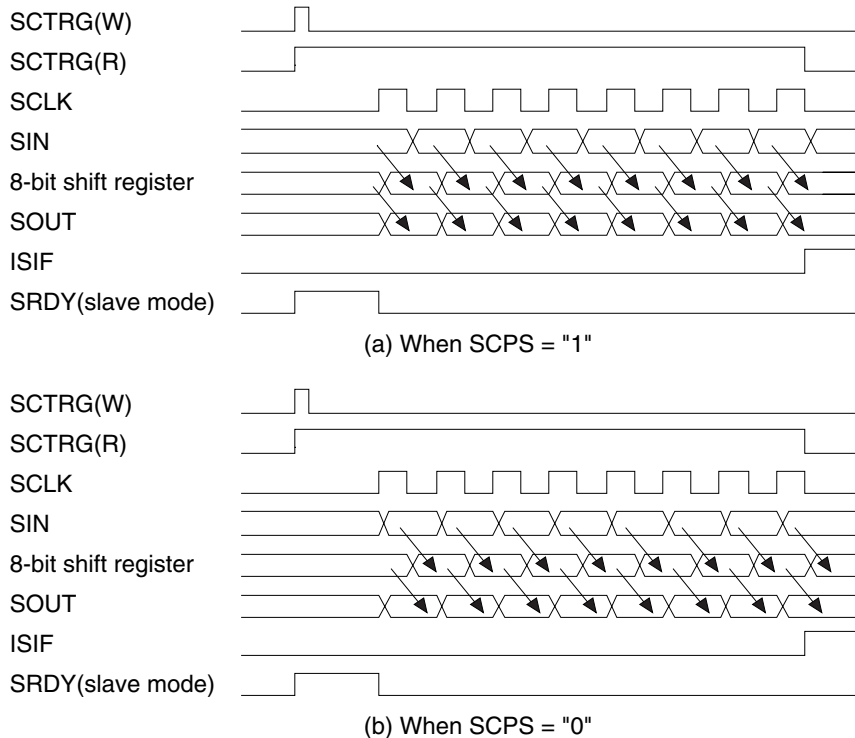 SCTRG(W)
SCTRG(R)
SCLK
SIN
8-bit shift register
SOUT
ISIF
SRDY(slave mode)
(a) When SCPS = "1"
SCTRG(W)
SCTRG(R)
SCLK
SIN
8-bit shift register
SOUT
ISIF
SRDY(slave mode)
(b) When SCPS = "0"